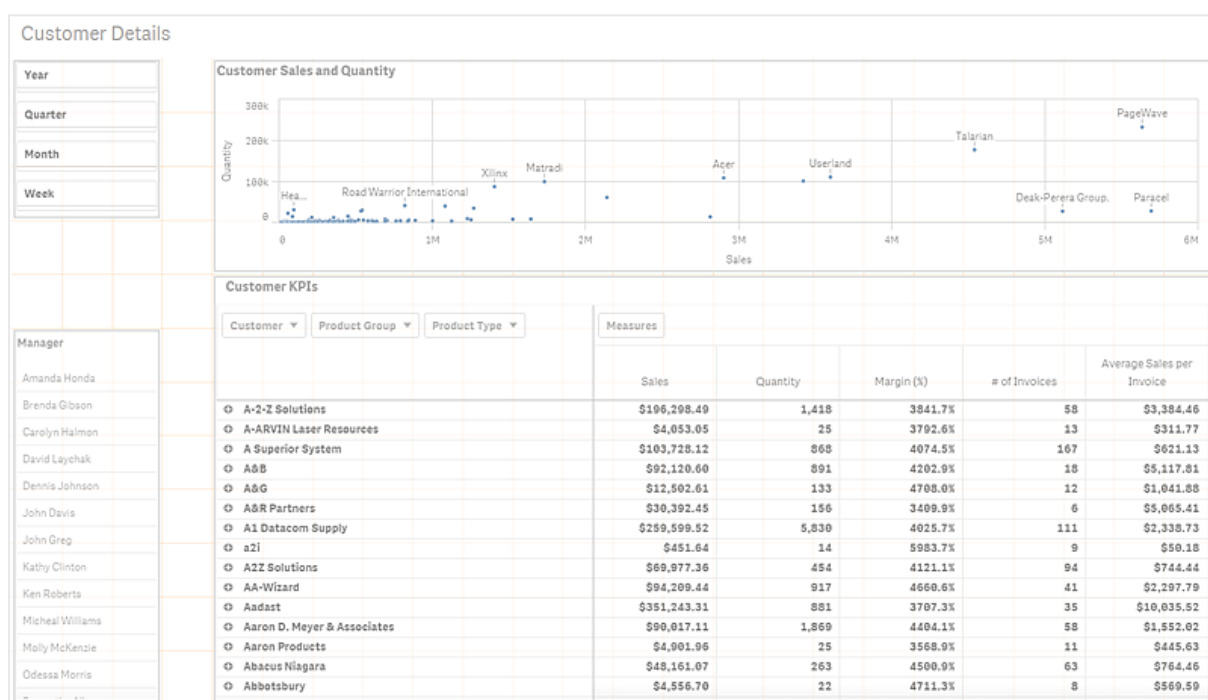 Customer Details
Year
Quarter
Month
Week
Customer Sales and Quantity
300k
200k
100k
0
Quantity
PageWave
Talarian
Acer
Userland
Matradi
Xilinx
Road Warrior International
Hea...
Deak-Perera Group.
Paracel
0 1M 2M 3M 4M 5M 6M
Sales
Manager
Amanda Honda
Brenda Gibson
Carolyn Halmon
David Laychak
Dennis Johnson
John Davis
John Greg
Kathy Clinton
Ken Roberts
Micheal Williams
Molly McKenzie
Odessa Morris
Customer KPIs
Customer Product Group Product Type Measures
Sales Quantity Margin (%) # of Invoices Average Sales per Invoice
A-2-Z Solutions $196,298.49 1,418 3841.7% 58 $3,384.46
A-ARVIN Laser Resources $4,053.05 25 3792.6% 13 $311.77
A Superior System $103,728.12 868 4074.5% 167 $621.13
A&B $92,120.60 891 4202.9% 18 $5,117.81
A&G $12,502.61 133 4708.0% 12 $1,041.88
A&R Partners $30,392.45 156 3409.9% 6 $5,065.41
A1 Datacom Supply $259,599.52 5,830 4025.7% 111 $2,338.73
a2i $451.64 14 5983.7% 9 $50.18
A2Z Solutions $69,977.36 454 4121.1% 94 $744.44
AA-Wizard $94,209.44 917 4660.6% 41 $2,297.79
Aadast $351,243.31 881 3707.3% 35 $10,035.52
Aaron D. Meyer & Associates $90,017.11 1,869 4404.1% 58 $1,552.02
Aaron Products $4,901.96 25 3568.9% 11 $445.63
Abacus Niagara $48,161.07 263 4500.9% 63 $764.46
Abbotsbury $4,556.70 22 4711.3% 8 $569.59